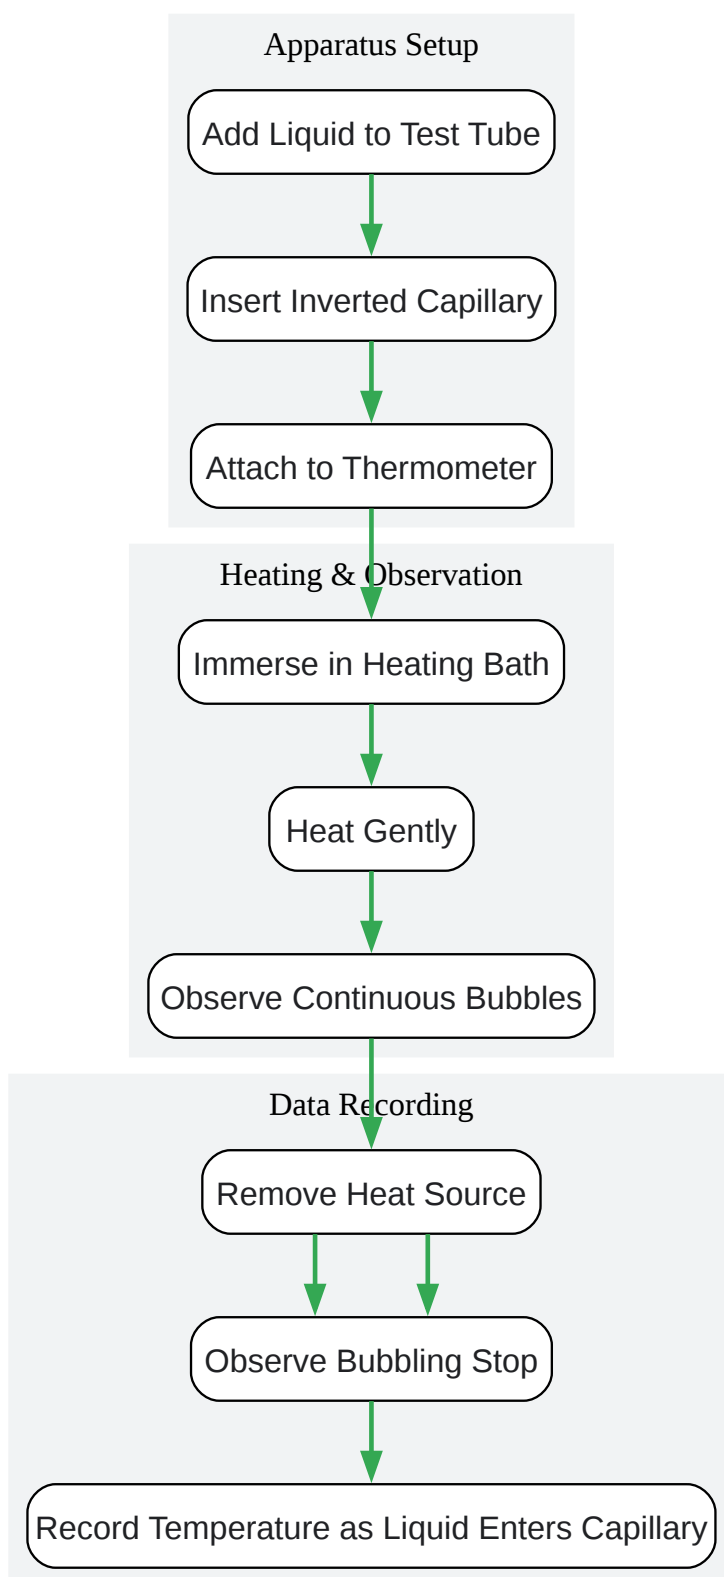 Apparatus Setup
Add Liquid to Test Tube
Insert Inverted Capillary
Attach to Thermometer
Heating & Observation
Immerse in Heating Bath
Heat Gently
Observe Continuous Bubbles
Data Recording
Remove Heat Source
Observe Bubbling Stop
Record Temperature as Liquid Enters Capillary